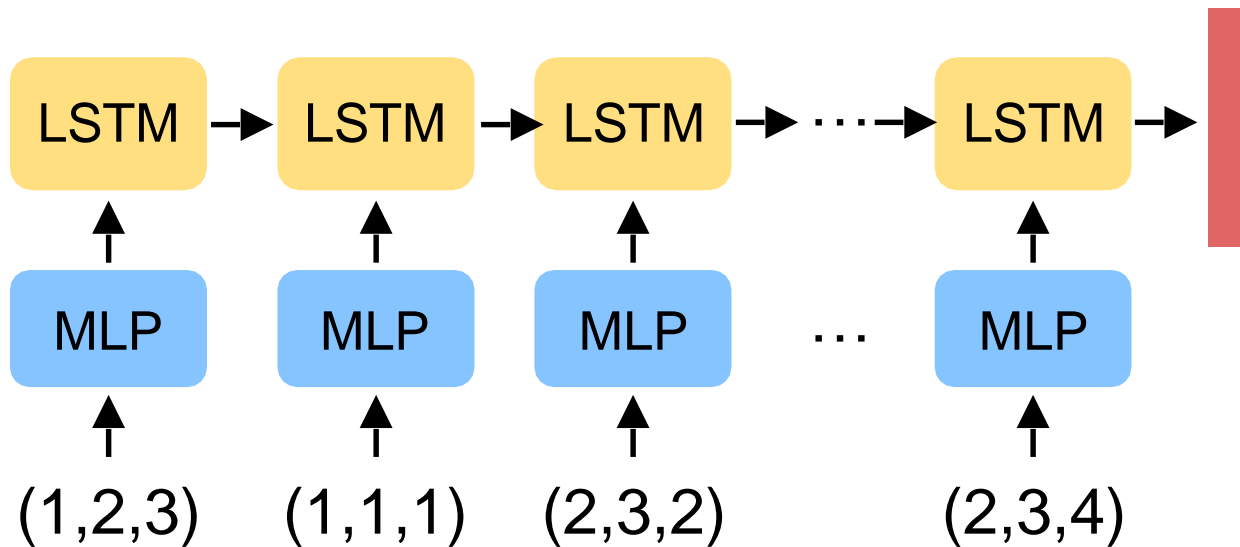 LSTM LSTM LSTM ... LSTM
MLP MLP MLP ... MLP
(1,2,3) (1,1,1) (2,3,2) (2,3,4)